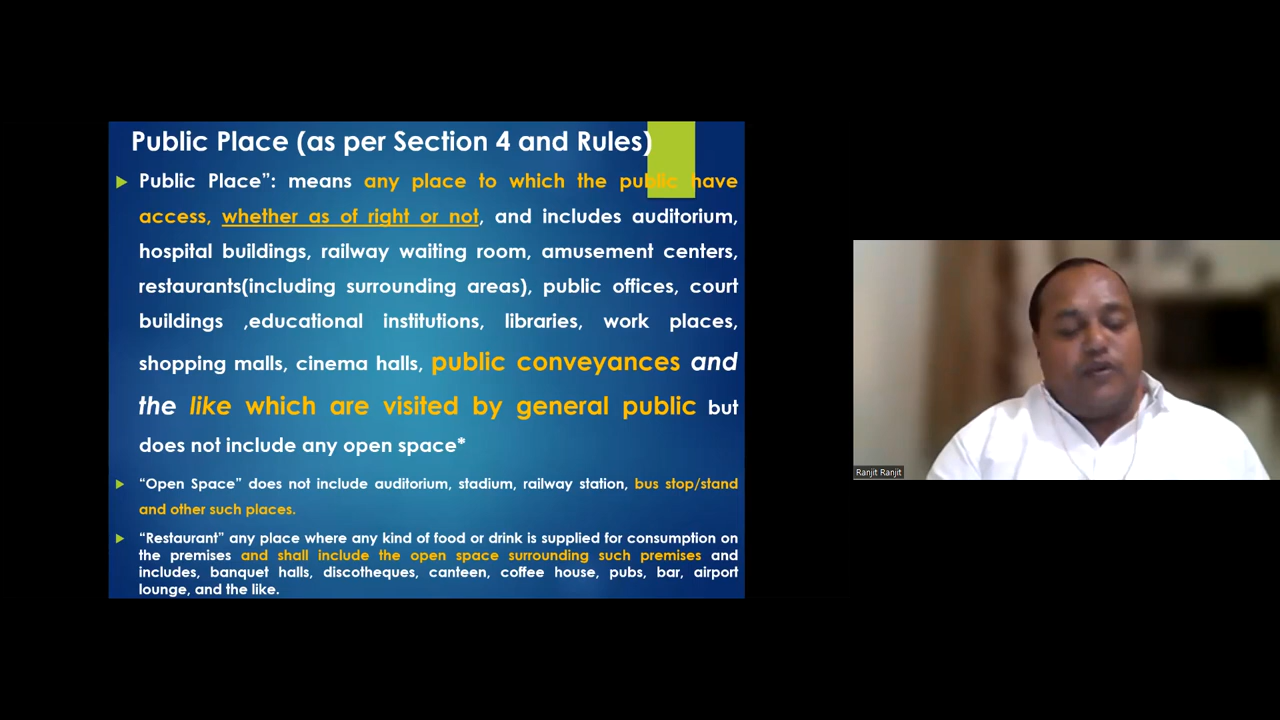 Public Place (as per Section 4 and Rules)
Public Place”: means any place to which the public have
access, whether as of right or not, and includes auditorium,
hospital buildings, railway waiting room, amusement centers,
restaurants(including surrounding areas), public offices, court
buildings ,educational institutions, libraries, work places,
shopping malls, cinema halls, public conveyances and
the like which are visited by general public but
does not include any open space*
“Open Space” does not include auditorium, stadium, railway station, bus stop/stand
and other such places.
“Restaurant” any place where any kind of food or drink is supplied for consumption on
the premises and shall include the open space surrounding such premises and
includes, banquet halls, discotheques, canteen, coffee house, pubs, bar, airport
lounge, and the like.
Ranjit Ranjit